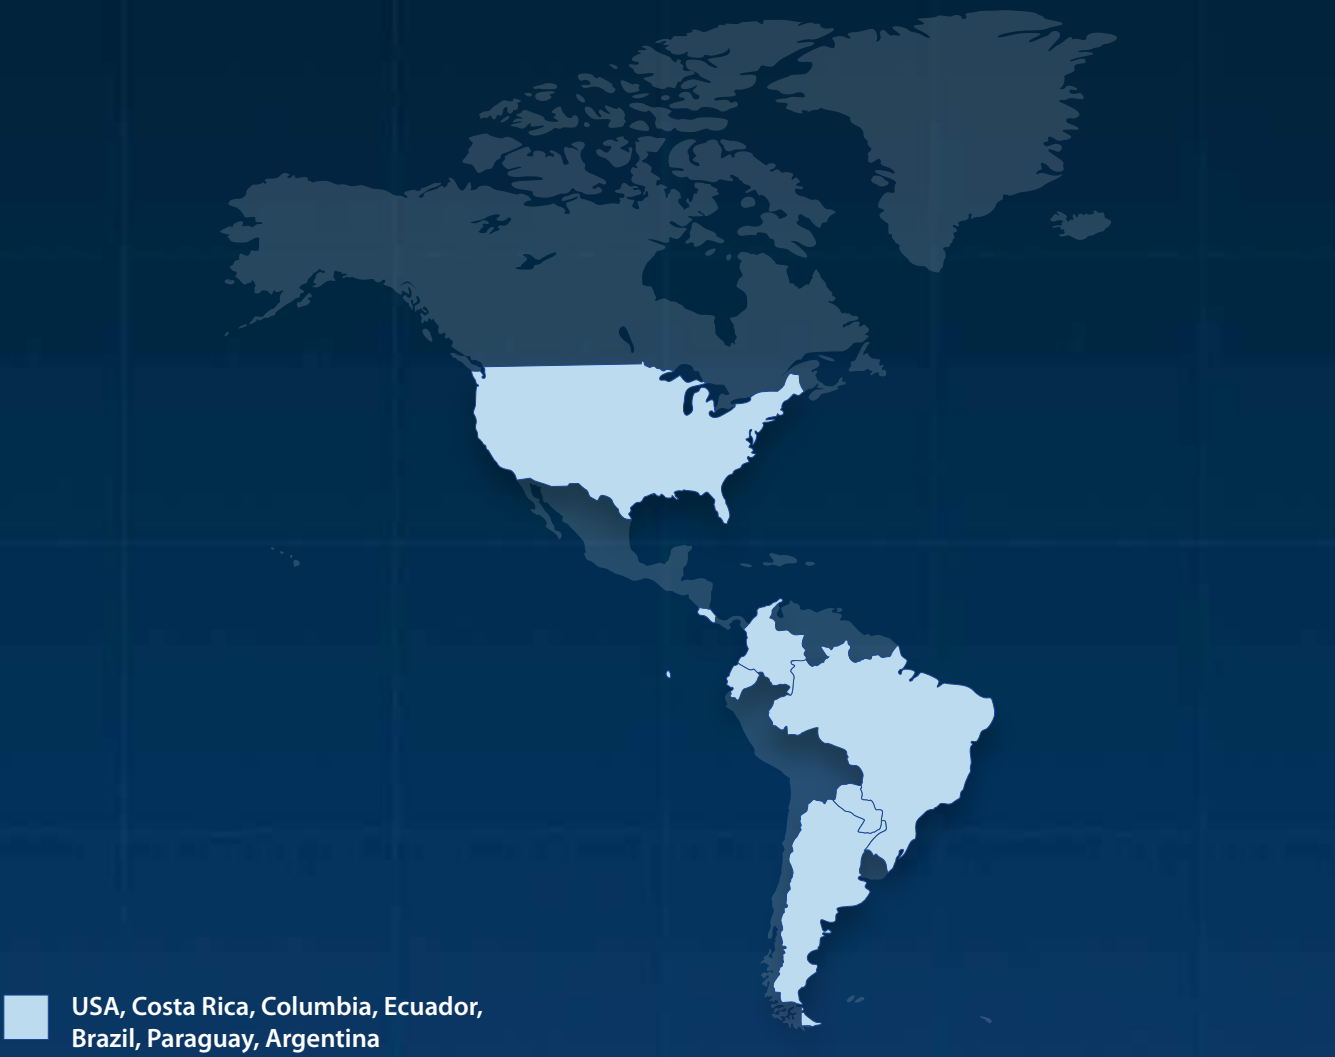 USA, Costa Rica, Columbia, Ecuador,
Brazil, Paraguay, Argentina